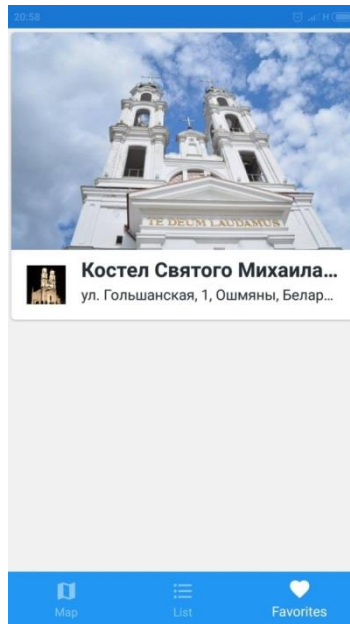 20:58
H
TE DEUM LAUDAMUS
Костел Святого Михаила...
ул. Гольшанская, 1, Ошмяны, Белар...
Map
List
Favorites